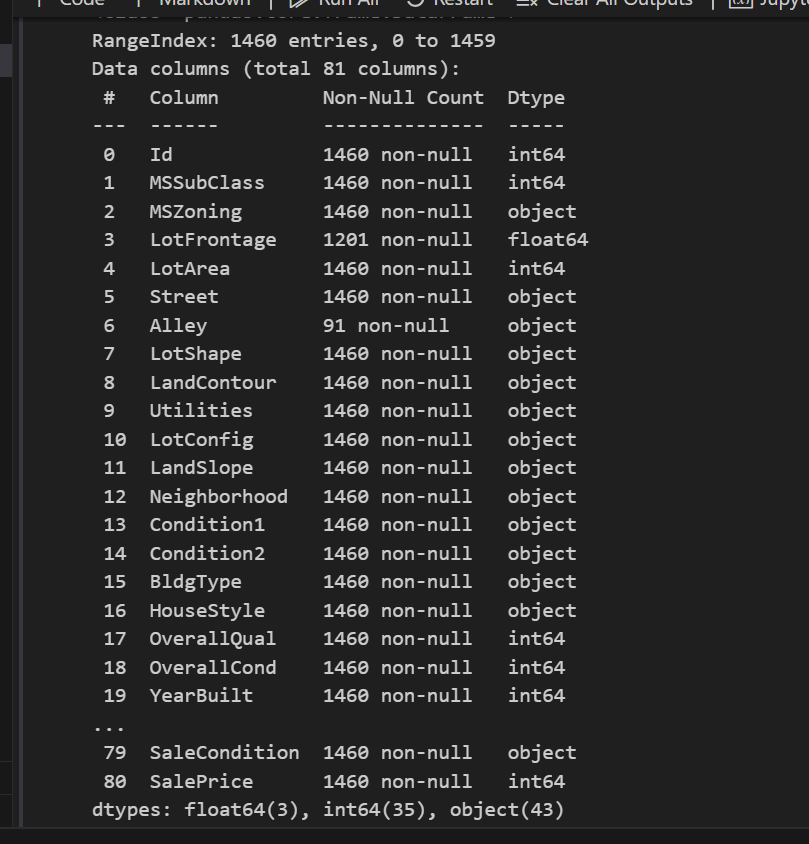 Code Markdown Run All Restart Clear All Outputs
RangeIndex: 1460 entries, 0 to 1459
Data columns (total 81 columns):
 #   Column         Non-Null Count  Dtype
---  ------         --------------  -----
 0   Id             1460 non-null   int64
 1   MSSubClass     1460 non-null   int64
 2   MSZoning       1460 non-null   object
 3   LotFrontage    1201 non-null   float64
 4   LotArea        1460 non-null   int64
 5   Street         1460 non-null   object
 6   Alley          91 non-null     object
 7   LotShape       1460 non-null   object
 8   LandContour    1460 non-null   object
 9   Utilities      1460 non-null   object
 10  LotConfig      1460 non-null   object
 11  LandSlope      1460 non-null   object
 12  Neighborhood   1460 non-null   object
 13  Condition1     1460 non-null   object
 14  Condition2     1460 non-null   object
 15  BldgType       1460 non-null   object
 16  HouseStyle     1460 non-null   object
 17  OverallQual    1460 non-null   int64
 18  OverallCond    1460 non-null   int64
 19  YearBuilt      1460 non-null   int64
...
 79  SaleCondition  1460 non-null   object
 80  SalePrice      1460 non-null   int64
dtypes: float64(3), int64(35), object(43)